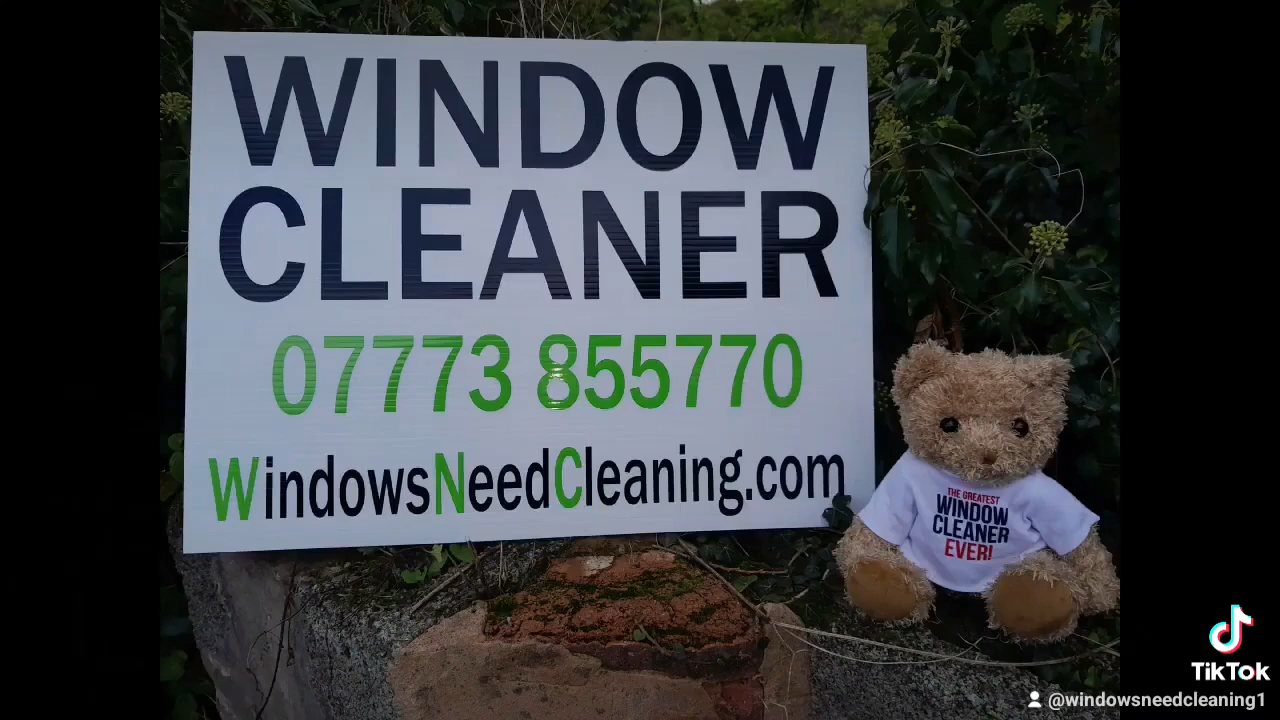 WINDOW
CLEANER
07773 855770
WindowsNeedCleaning.com
THE GREATEST
WINDOW
CLEANER
EVER!
TikTok
@windowsneedcleaning1